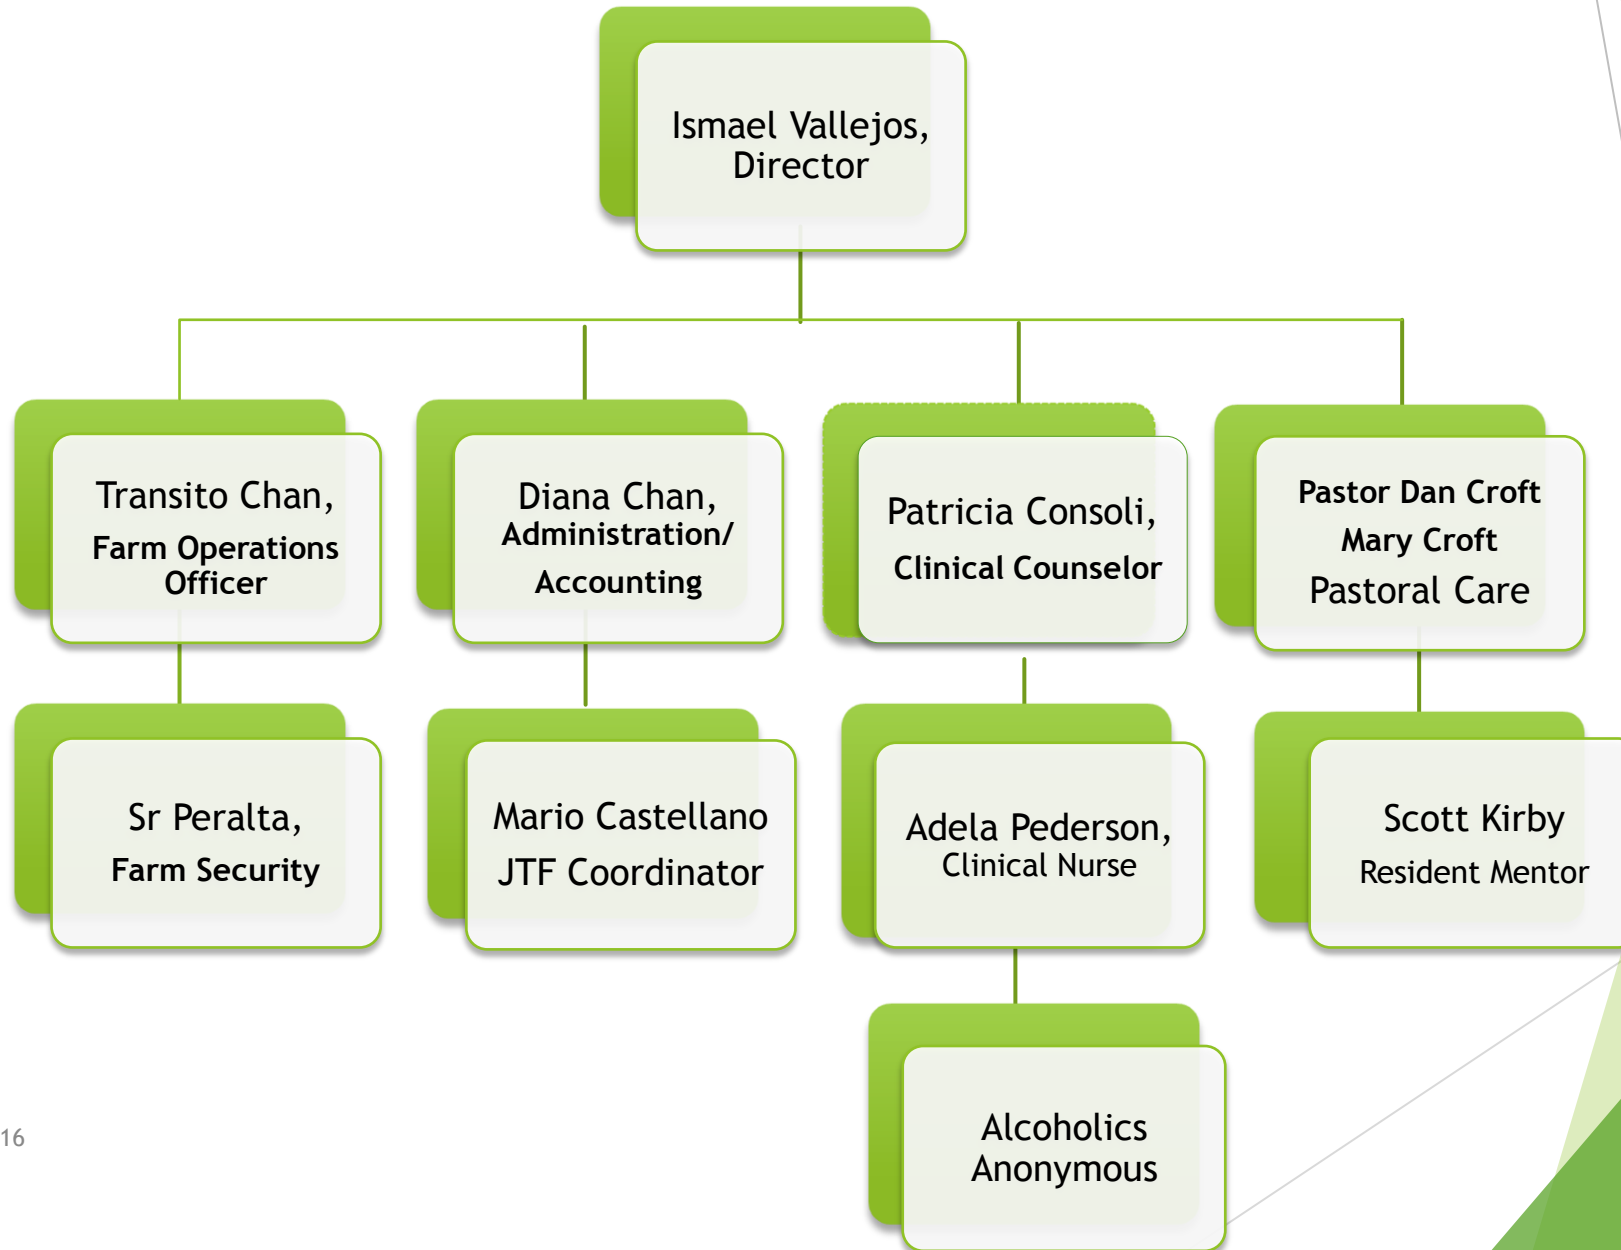 Ismael Vallejos,
Director
Transito Chan,
Farm Operations
Officer
Diana Chan,
Administration/
Accounting
Patricia Consoli,
Clinical Counselor
Pastor Dan Croft
Mary Croft
Pastoral Care
Sr Peralta,
Farm Security
Mario Castellano
JTF Coordinator
Adela Pederson,
Clinical Nurse
Scott Kirby
Resident Mentor
Alcoholics
Anonymous
16